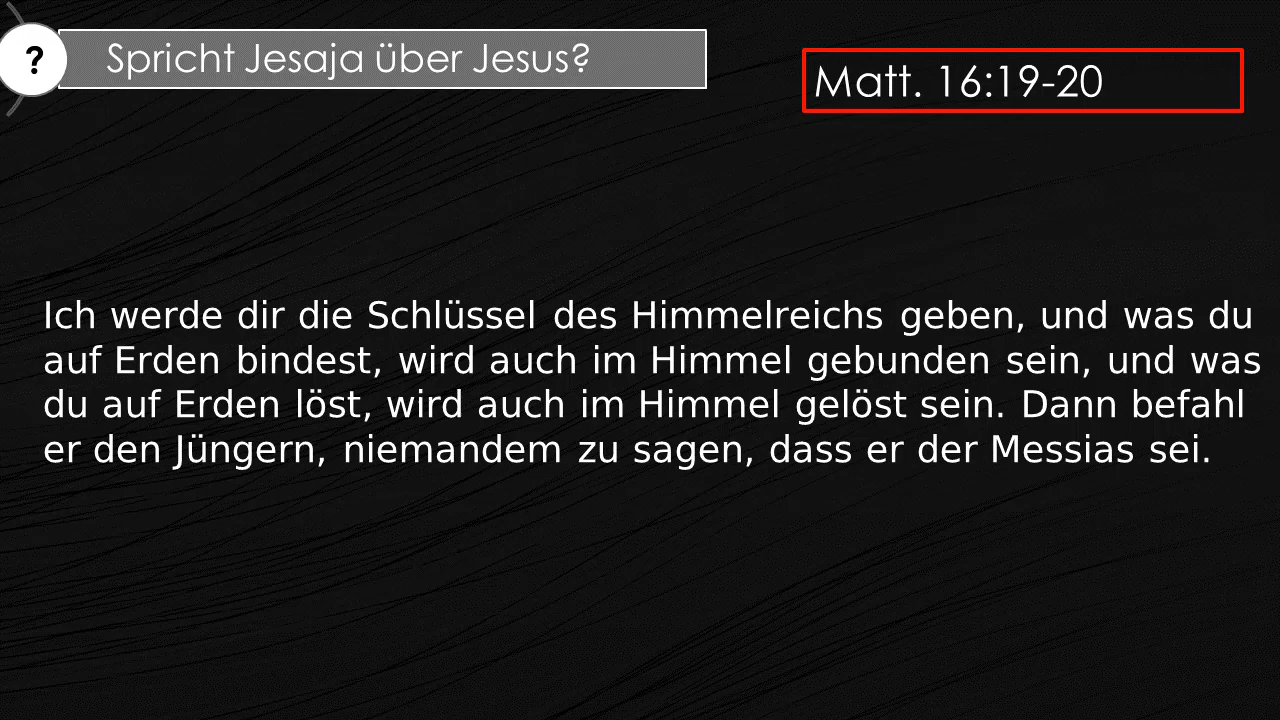 ?
Spricht Jesaja über Jesus?
Matt. 16:19-20
Ich werde dir die Schlüssel des Himmelreichs geben, und was du
auf Erden bindest, wird auch im Himmel gebunden sein, und was
du auf Erden löst, wird auch im Himmel gelöst sein. Dann befahl
er den Jüngern, niemandem zu sagen, dass er der Messias sei.